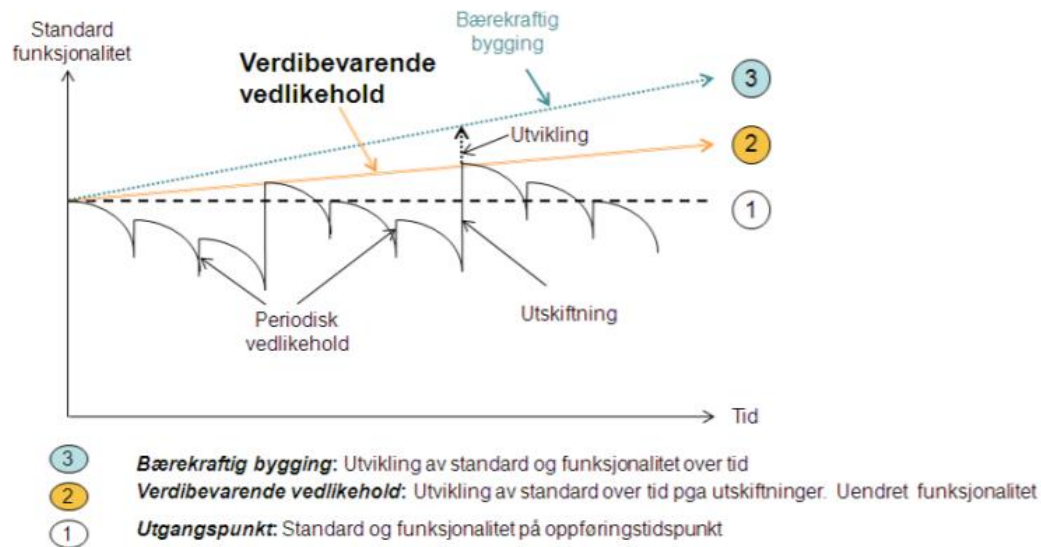 Standard
funksjonalitet
Bærekraftig
bygging
Verdibevarende
vedlikehold
3
Utvikling
2
1
Periodisk
vedlikehold
Utskiftning
Tid
3 Bærekraftig bygging: Utvikling av standard og funksjonalitet over tid
2 Verdibevarende vedlikehold: Utvikling av standard over tid pga utskiftninger. Uendret funksjonalitet
1 Utgangspunkt: Standard og funksjonalitet på oppføringstidspunkt